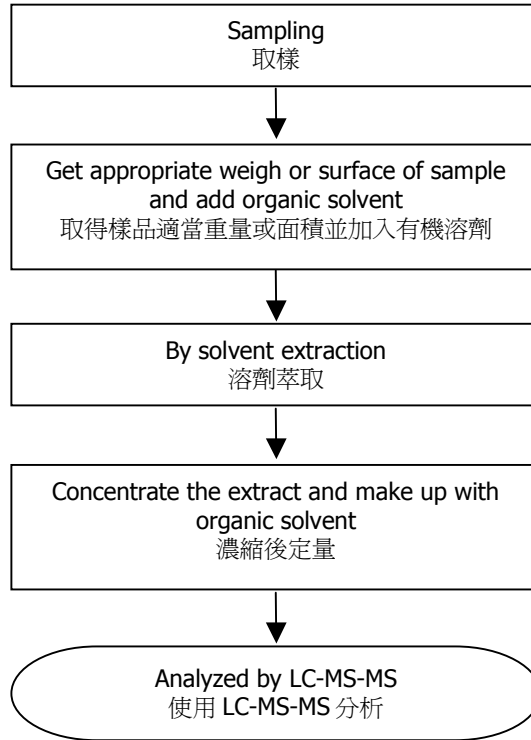 Sampling
取樣
Get appropriate weigh or surface of sample
and add organic solvent
取得樣品適當重量或面積並加入有機溶劑
By solvent extraction
溶劑萃取
Concentrate the extract and make up with
organic solvent
濃縮後定量
Analyzed by LC-MS-MS
使用 LC-MS-MS 分析